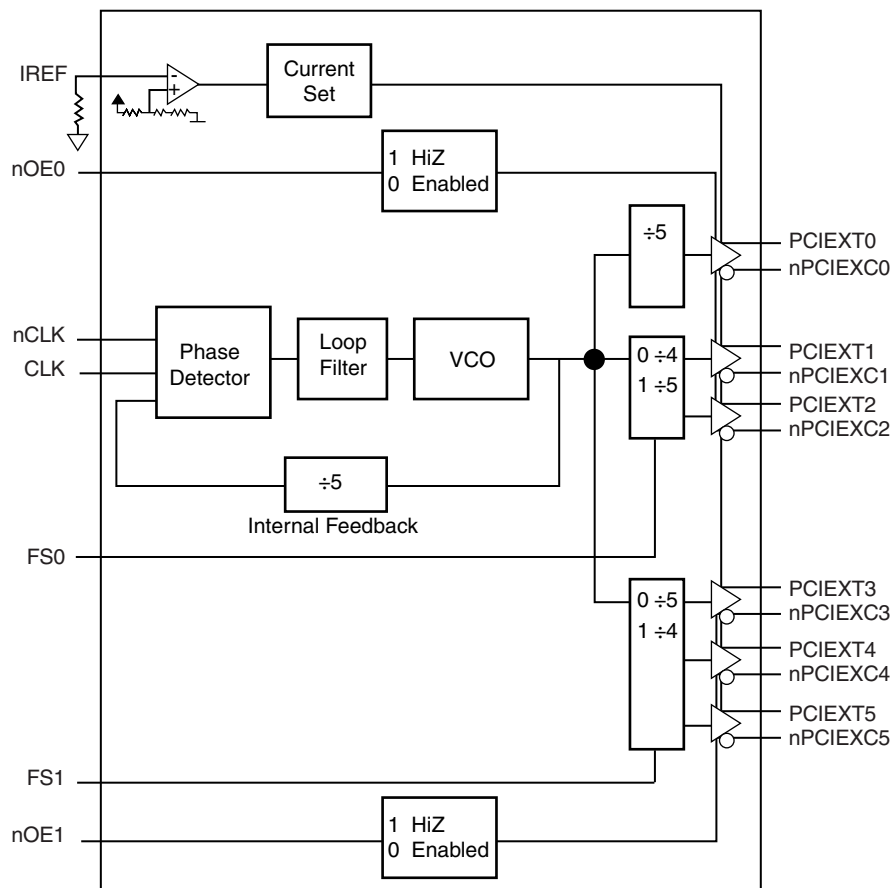 IREF
-
+
Current
Set
nOE0
1 HiZ
0 Enabled
÷5
PCIEXT0
nPCIEXC0
nCLK
CLK
Phase
Detector
Loop
Filter
VCO
0 ÷4
1 ÷5
PCIEXT1
nPCIEXC1
PCIEXT2
nPCIEXC2
÷5
Internal Feedback
FS0
0 ÷5
1 ÷4
PCIEXT3
nPCIEXC3
PCIEXT4
nPCIEXC4
PCIEXT5
nPCIEXC5
FS1
nOE1
1 HiZ
0 Enabled